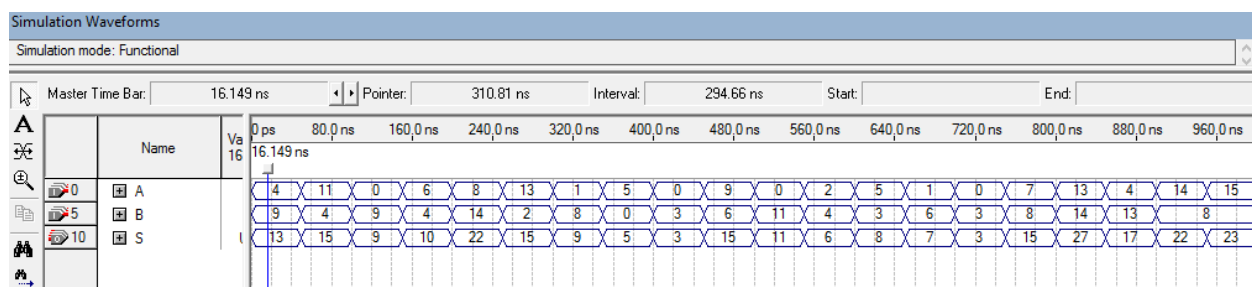 Simulation Waveforms
Simulation mode: Functional
Master Time Bar: 16.149 ns Pointer: 310.81 ns Interval: 294.66 ns Start: End:
A Name Va 16 0 ps 80.0 ns 160.0 ns 240.0 ns 320.0 ns 400.0 ns 480.0 ns 560.0 ns 640.0 ns 720.0 ns 800.0 ns 880.0 ns 960.0 ns
16.149 ns
0 A 4 11 0 6 8 13 1 5 0 9 0 2 5 1 0 7 13 4 14 15
5 B 9 4 9 4 14 2 8 0 3 6 11 4 3 6 3 8 14 13 8
10 S 13 15 9 10 22 15 9 5 3 15 11 6 8 7 3 15 27 17 22 23